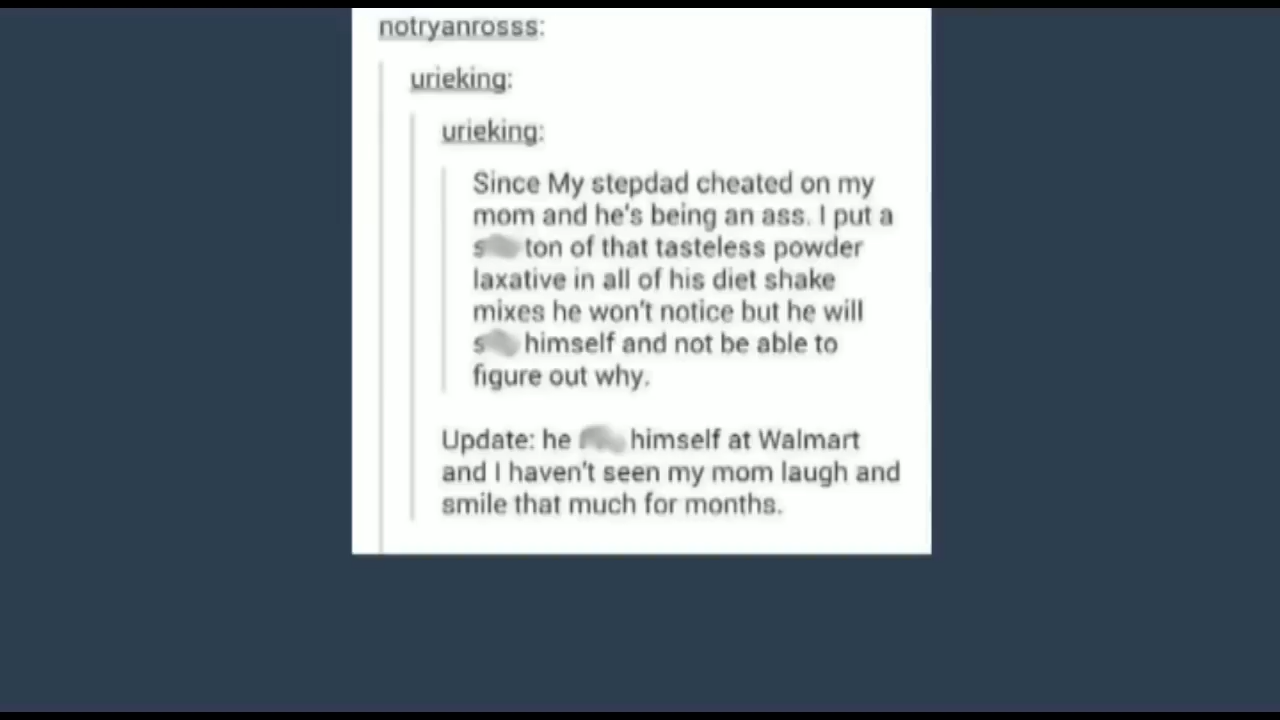 notryanrosss:
urieking:
urieking:
Since My stepdad cheated on my
mom and he's being an ass. I put a
s ton of that tasteless powder
laxative in all of his diet shake
mixes he won't notice but he will
s himself and not be able to
figure out why.
Update: he himself at Walmart
and I haven't seen my mom laugh and
smile that much for months.